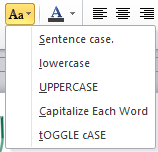 Aa
A
Sentence case.
lowercase
UPPERCASE
Capitalize Each Word
tOGGLE cASE